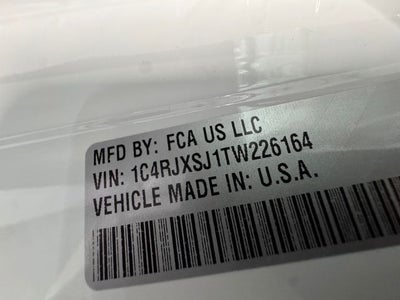 MFD BY: FCA US LLC
VIN: 1C4RJXSJ1TW226164
VEHICLE MADE IN: U.S.A.